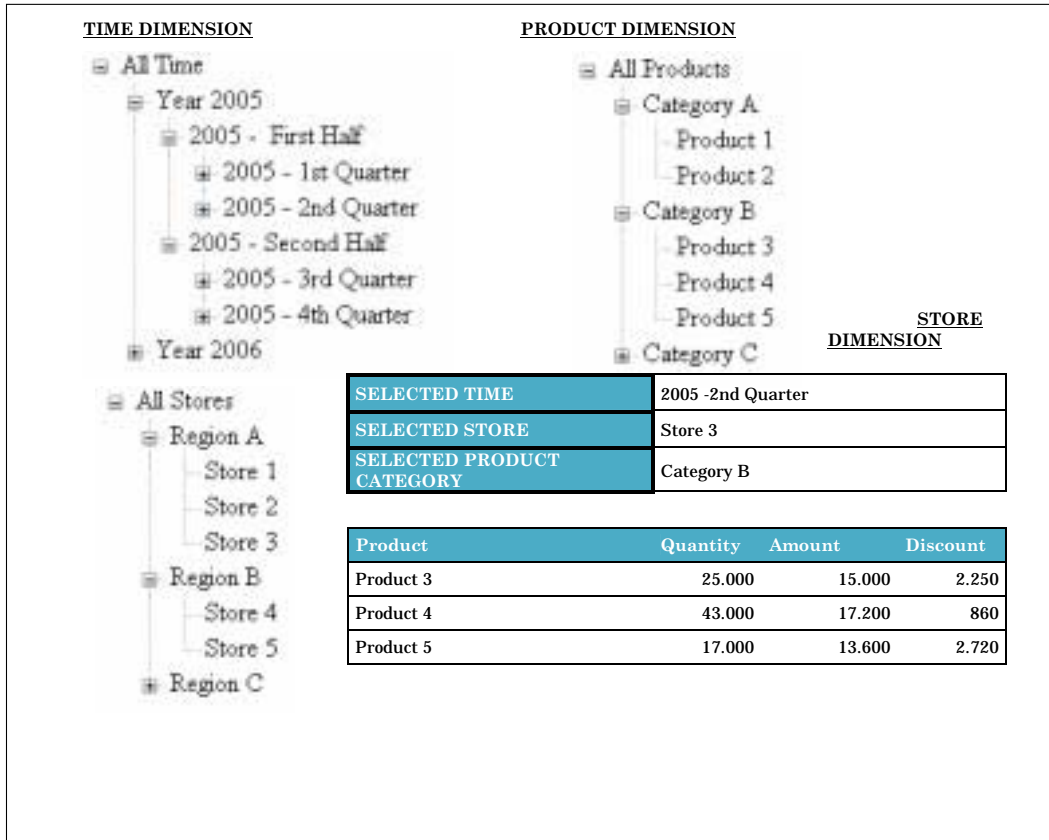 TIME DIMENSION
All Time
Year 2005
2005 - First Half
2005 - 1st Quarter
2005 - 2nd Quarter
2005 - Second Half
2005 - 3rd Quarter
2005 - 4th Quarter
Year 2006
PRODUCT DIMENSION
All Products
Category A
Product 1
Product 2
Category B
Product 3
Product 4
Product 5
Category C
STORE
DIMENSION
All Stores
Region A
Store 1
Store 2
Store 3
Region B
Store 4
Store 5
Region C
SELECTED TIME 2005 -2nd Quarter
SELECTED STORE Store 3
SELECTED PRODUCT
CATEGORY Category B
Product Quantity Amount Discount
Product 3 25.000 15.000 2.250
Product 4 43.000 17.200 860
Product 5 17.000 13.600 2.720